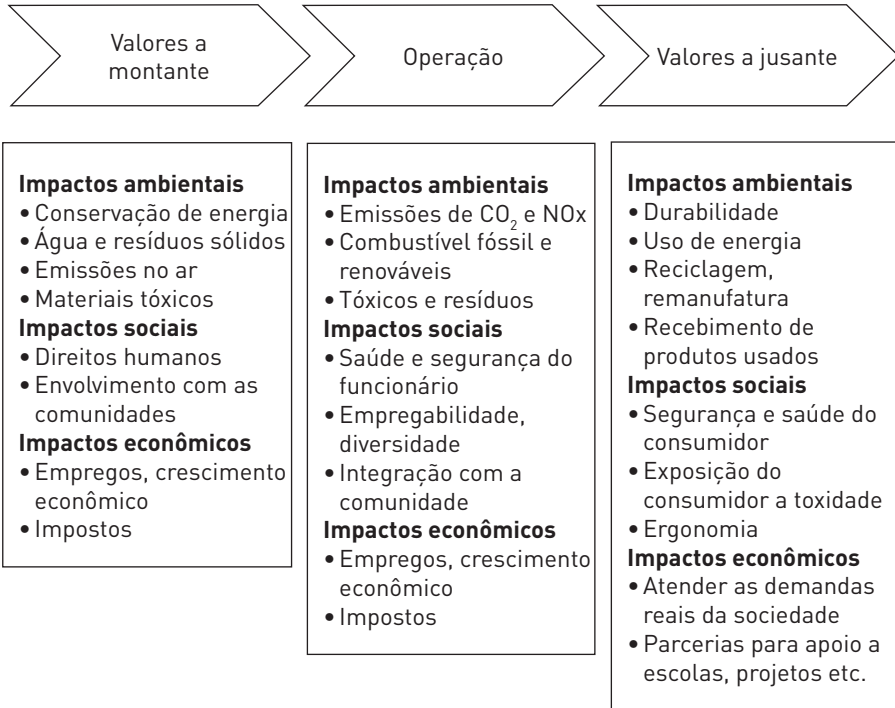 Valores a
montante
Operação
Valores a jusante
Impactos ambientais
• Conservação de energia
• Água e resíduos sólidos
• Emissões no ar
• Materiais tóxicos
Impactos sociais
• Direitos humanos
• Envolvimento com as
comunidades
Impactos econômicos
• Empregos, crescimento
econômico
• Impostos
Impactos ambientais
• Emissões de CO₂ e NOx
• Combustível fóssil e
renováveis
• Tóxicos e resíduos
Impactos sociais
• Saúde e segurança do
funcionário
• Empregabilidade,
diversidade
• Integração com a
comunidade
Impactos econômicos
• Empregos, crescimento
econômico
• Impostos
Impactos ambientais
• Durabilidade
• Uso de energia
• Reciclagem,
remanufatura
• Recebimento de
produtos usados
Impactos sociais
• Segurança e saúde do
consumidor
• Exposição do
consumidor a toxidade
• Ergonomia
Impactos econômicos
• Atender as demandas
reais da sociedade
• Parcerias para apoio a
escolas, projetos etc.